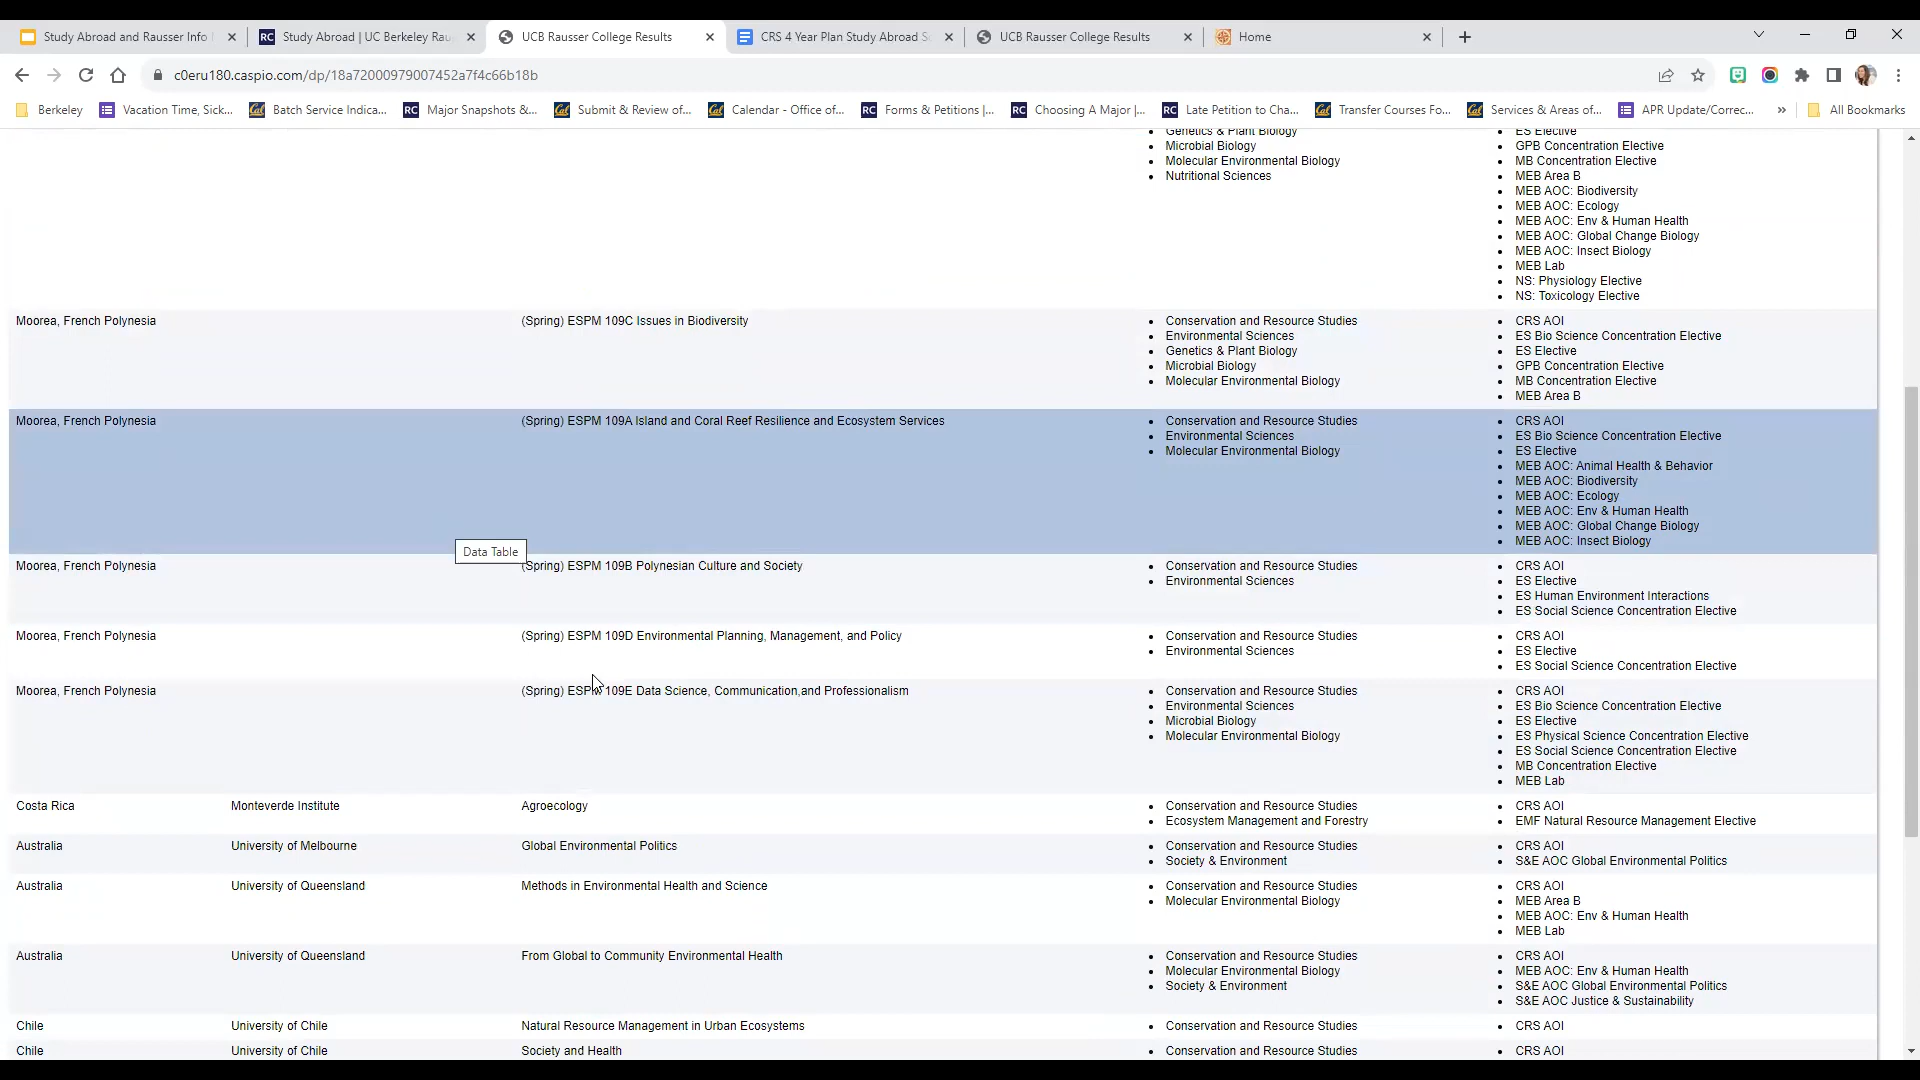 Study Abroad and Rausser Info
Study Abroad | UC Berkeley Rau
UCB Rausser College Results
CRS 4 Year Plan Study Abroad S
UCB Rausser College Results
Home
c0eru180.caspio.com/dp/18a72000979007452a7f4c66b18b
Berkeley
Vacation Time, Sick...
Batch Service Indica...
Major Snapshots &...
Submit & Review of...
Calendar - Office of...
Forms & Petitions |...
Choosing A Major |...
Late Petition to Cha...
Transfer Courses Fo...
Services & Areas of...
APR Update/Correc...
»
All Bookmarks
Genetics & Plant Biology
Microbial Biology
Molecular Environmental Biology
Nutritional Sciences
ES Elective
GPB Concentration Elective
MB Concentration Elective
MEB Area B
MEB AOC: Biodiversity
MEB AOC: Ecology
MEB AOC: Env & Human Health
MEB AOC: Global Change Biology
MEB AOC: Insect Biology
MEB Lab
NS: Physiology Elective
NS: Toxicology Elective
Moorea, French Polynesia
(Spring) ESPM 109C Issues in Biodiversity
Conservation and Resource Studies
Environmental Sciences
Genetics & Plant Biology
Microbial Biology
Molecular Environmental Biology
CRS AOI
ES Bio Science Concentration Elective
ES Elective
GPB Concentration Elective
MB Concentration Elective
MEB Area B
Moorea, French Polynesia
(Spring) ESPM 109A Island and Coral Reef Resilience and Ecosystem Services
Conservation and Resource Studies
Environmental Sciences
Molecular Environmental Biology
CRS AOI
ES Bio Science Concentration Elective
ES Elective
MEB AOC: Animal Health & Behavior
MEB AOC: Biodiversity
MEB AOC: Ecology
MEB AOC: Env & Human Health
MEB AOC: Global Change Biology
MEB AOC: Insect Biology
Data Table
Moorea, French Polynesia
(Spring) ESPM 109B Polynesian Culture and Society
Conservation and Resource Studies
Environmental Sciences
CRS AOI
ES Elective
ES Human Environment Interactions
ES Social Science Concentration Elective
Moorea, French Polynesia
(Spring) ESPM 109D Environmental Planning, Management, and Policy
Conservation and Resource Studies
Environmental Sciences
CRS AOI
ES Elective
ES Social Science Concentration Elective
Moorea, French Polynesia
(Spring) ESPM 109E Data Science, Communication,and Professionalism
Conservation and Resource Studies
Environmental Sciences
Microbial Biology
Molecular Environmental Biology
CRS AOI
ES Bio Science Concentration Elective
ES Elective
ES Physical Science Concentration Elective
ES Social Science Concentration Elective
MB Concentration Elective
MEB Lab
Costa Rica
Monteverde Institute
Agroecology
Conservation and Resource Studies
Ecosystem Management and Forestry
CRS AOI
EMF Natural Resource Management Elective
Australia
University of Melbourne
Global Environmental Politics
Conservation and Resource Studies
Society & Environment
CRS AOI
S&E AOC Global Environmental Politics
Australia
University of Queensland
Methods in Environmental Health and Science
Conservation and Resource Studies
Molecular Environmental Biology
CRS AOI
MEB Area B
MEB AOC: Env & Human Health
MEB Lab
Australia
University of Queensland
From Global to Community Environmental Health
Conservation and Resource Studies
Molecular Environmental Biology
Society & Environment
CRS AOI
MEB AOC: Env & Human Health
S&E AOC Global Environmental Politics
S&E AOC Justice & Sustainability
Chile
University of Chile
Natural Resource Management in Urban Ecosystems
Conservation and Resource Studies
CRS AOI
Chile
University of Chile
Society and Health
Conservation and Resource Studies
CRS AOI